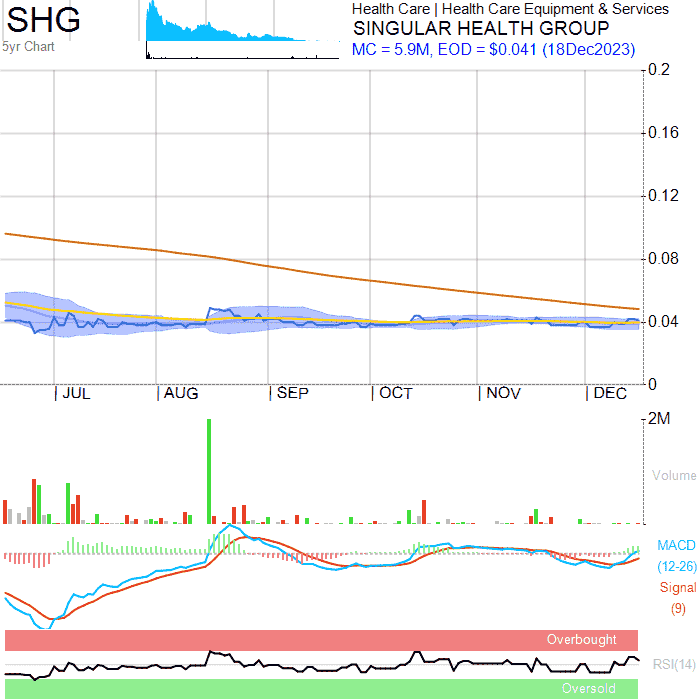 SHG
5yr Chart
Health Care | Health Care Equipment & Services
SINGULAR HEALTH GROUP
MC = 5.9M, EOD = $0.041 (18Dec2023)
0.2
0.16
0.12
0.08
0.04
0
| JUL | AUG | SEP | OCT | NOV | DEC
2M
Volume
MACD
(12-26)
Signal
(9)
Overbought
RSI(14)
Oversold